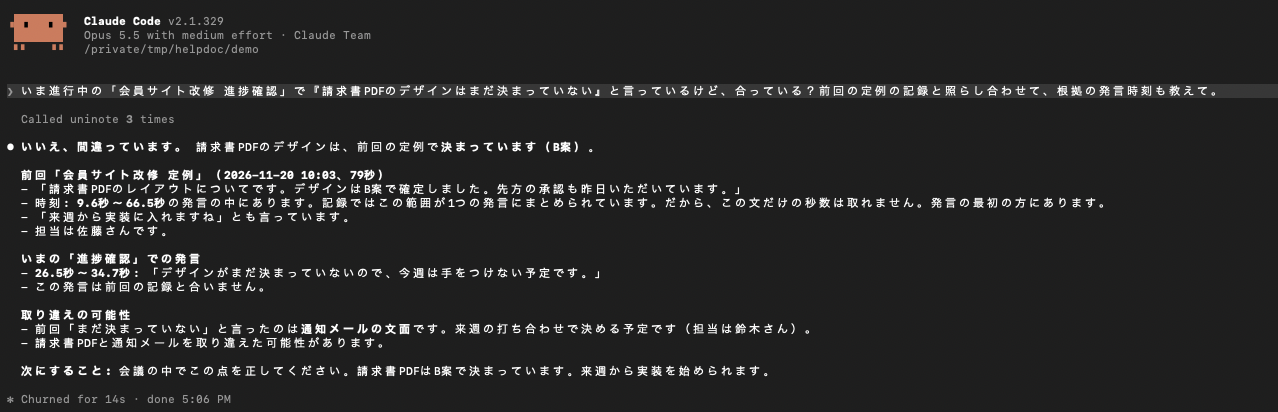 Claude Code v2.1.329
Opus 5.5 with medium effort · Claude Team
/private/tmp/helpdoc/demo
❯ いま進行中の「会員サイト改修 進捗確認」で『請求書PDFのデザインはまだ決まっていない』と言っているけど、合っている？前回の定例の記録と照らし合わせて、根拠の発言時刻も教えて。
Called uninote 3 times
● いいえ、間違っています。 請求書PDFのデザインは、前回の定例で決まっています（B案）。
前回「会員サイト改修 定例」（2026-11-20 10:03、79秒）
– 「請求書PDFのレイアウトについてです。デザインはB案で確定しました。先方の承認も昨日いただいています。」
– 時刻: 9.6秒〜66.5秒の発言の中にあります。記録ではこの範囲が1つの発言にまとめられています。だから、この文だけの秒数は取れません。発言の最初の方にあります。
– 「来週から実装に入れますね」とも言っています。
– 担当は佐藤さんです。
いまの「進捗確認」での発言
– 26.5秒〜34.7秒: 「デザインがまだ決まっていないので、今週は手をつけない予定です。」
– この発言は前回の記録と合いません。
取り違えの可能性
– 前回「まだ決まっていない」と言ったのは通知メールの文面です。来週の打ち合わせで決める予定です（担当は鈴木さん）。
– 請求書PDFと通知メールを取り違えた可能性があります。
次にすること: 会議の中でこの点を正してください。請求書PDFはB案で決まっています。来週から実装を始められます。
✻ Churned for 14s · done 5:06 PM